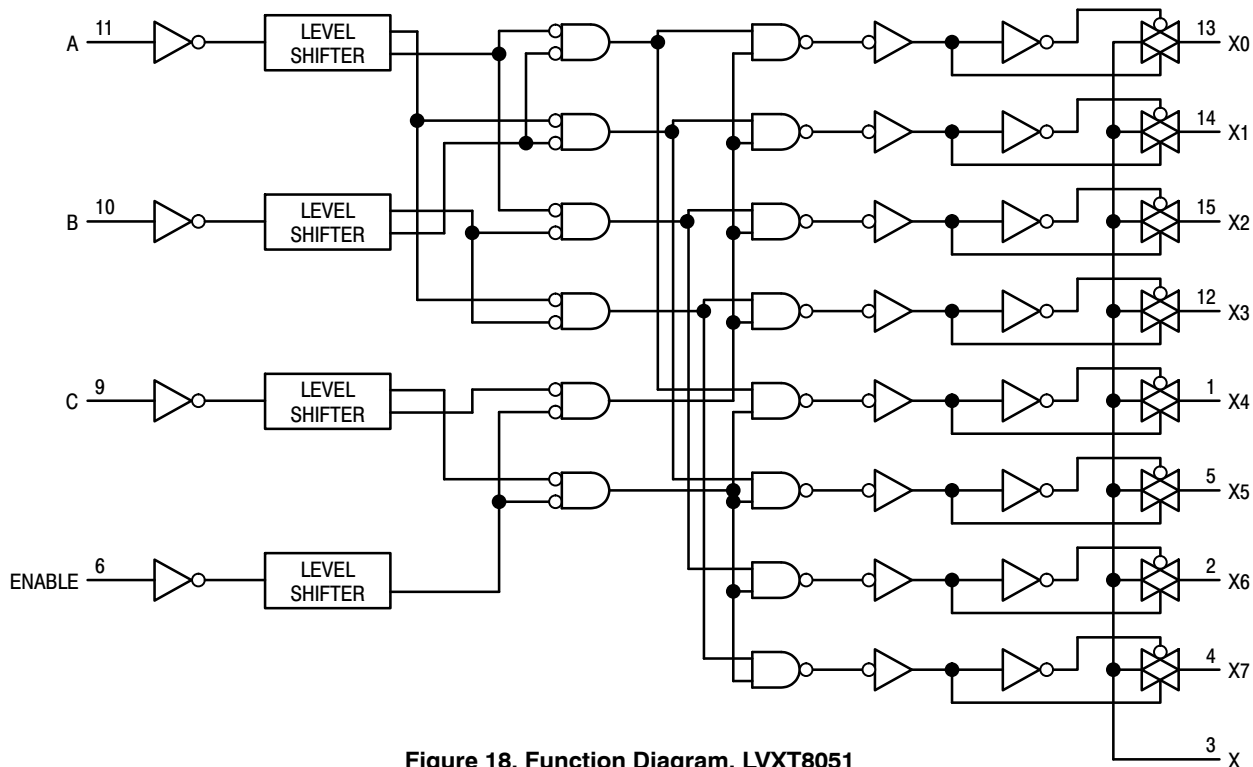 A
11
LEVEL
SHIFTER
13
X0
14
X1
B
10
LEVEL
SHIFTER
15
X2
12
X3
C
9
LEVEL
SHIFTER
1
X4
5
X5
ENABLE
6
LEVEL
SHIFTER
2
X6
4
X7
3
X
Figure 18. Function Diagram, LVXT8051